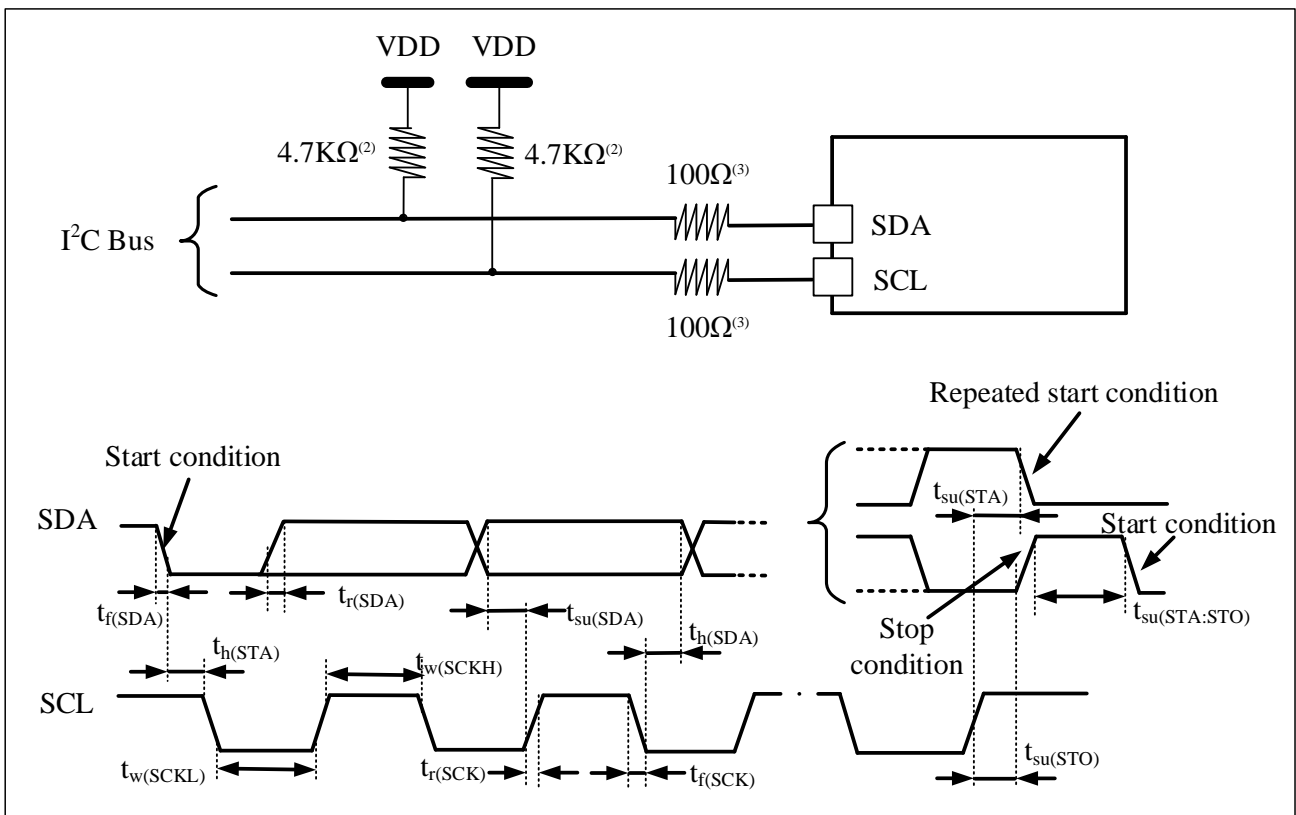 VDD VDD
4.7KΩ(2) 4.7KΩ(2)
100Ω(3)
I2C Bus
SDA
SCL
100Ω(3)
Repeated start condition
Start condition
tsu(STA)
SDA
Start condition
tf(SDA)
tr(SDA)
tsu(SDA)
th(SDA)
Stop
condition
tsu(STA:STO)
th(STA)
tw(SCKH)
SCL
tw(SCKL)
tr(SCK)
tf(SCK)
tsu(STO)